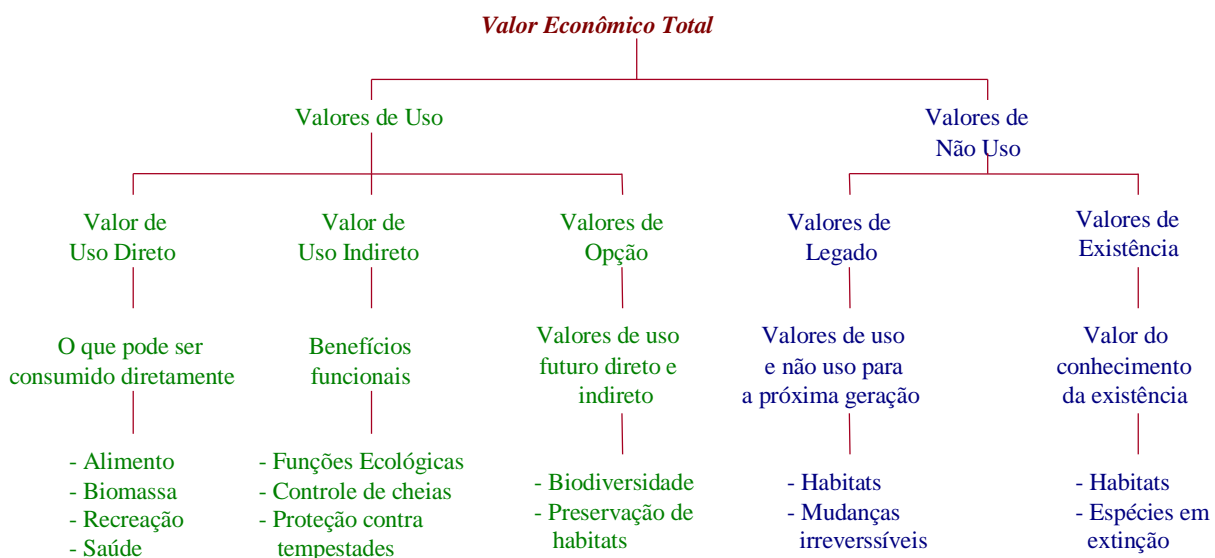 Valor Econômico Total
Valores de Uso
Valores de
Não Uso
Valor de
Uso Direto
Valor de
Uso Indireto
Valores de
Opção
Valores de
Legado
Valores de
Existência
O que pode ser
consumido diretamente
Benefícios
funcionais
Valores de uso
futuro direto e
indireto
Valores de uso
e não uso para
a próxima geração
Valor do
conhecimento
da existência
- Alimento
- Biomassa
- Recreação
- Saúde
- Funções Ecológicas
- Controle de cheias
- Proteção contra
tempestades
- Biodiversidade
- Preservação de
habitats
- Habitats
- Mudanças
irreverssíveis
- Habitats
- Espécies em
extinção